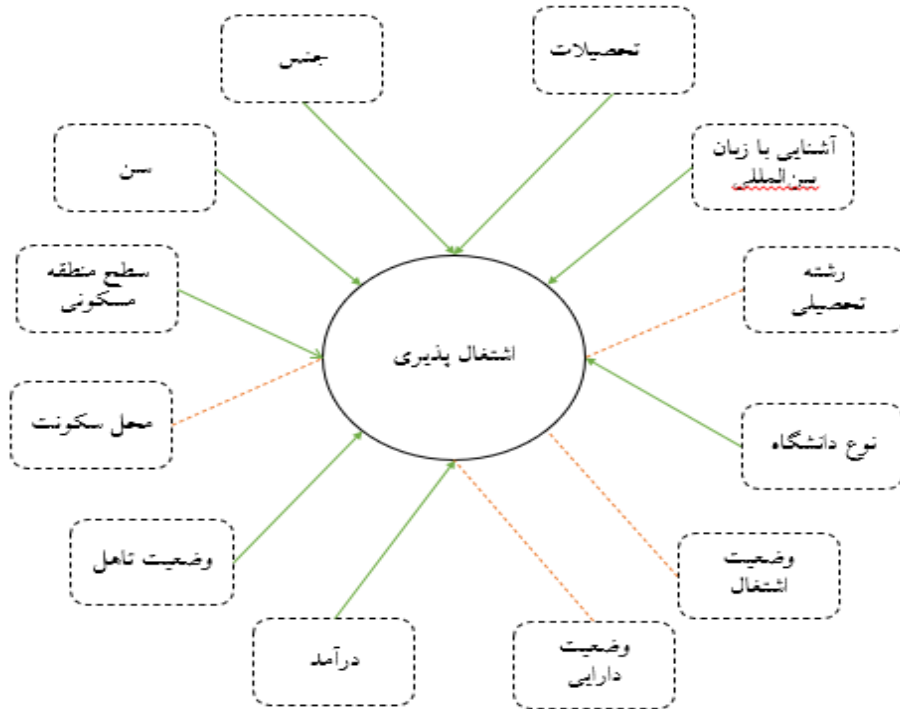 تحصیلات
جنس
آشنایی با زبان
بین‌المللی
سن
رشته
تحصیلی
سطح منطقه
مسکونی
اشتغال پذیری
محل سکونت
نوع دانشگاه
وضعیت تاهل
وضعیت
اشتغال
درآمد
وضعیت
دارایی